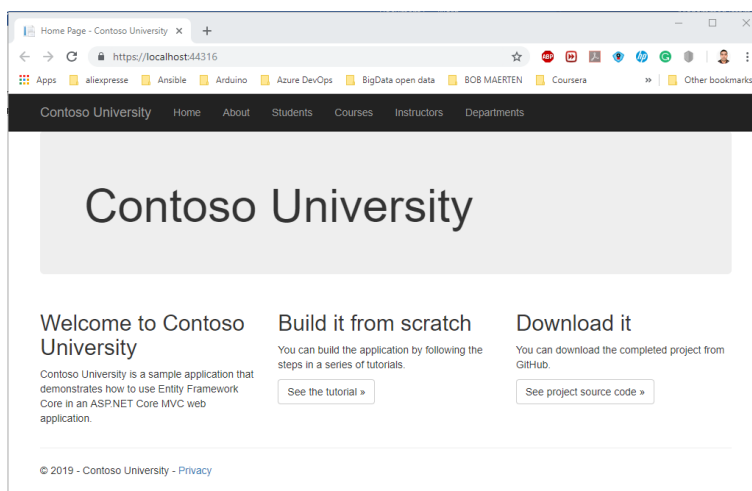 Home Page - Contoso University
https://localhost:44316
ABP
Apps aliexpresse Ansible Arduino Azure DevOps BigData open data BOB MAERTEN Coursera » Other bookmarks
Contoso University Home About Students Courses Instructors Departments
Contoso University
Welcome to Contoso
University
Contoso University is a sample application that
demonstrates how to use Entity Framework
Core in an ASP.NET Core MVC web
application.
Build it from scratch
You can build the application by following the
steps in a series of tutorials.
See the tutorial »
Download it
You can download the completed project from
GitHub.
See project source code »
© 2019 - Contoso University - Privacy